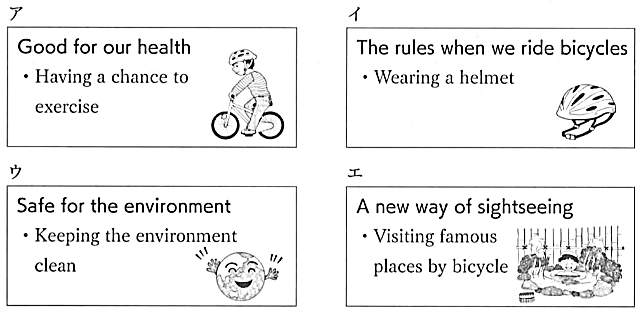 ア
Good for our health
・Having a chance to
exercise
イ
The rules when we ride bicycles
・Wearing a helmet
ウ
Safe for the environment
・Keeping the environment
clean
エ
A new way of sightseeing
・Visiting famous
places by bicycle